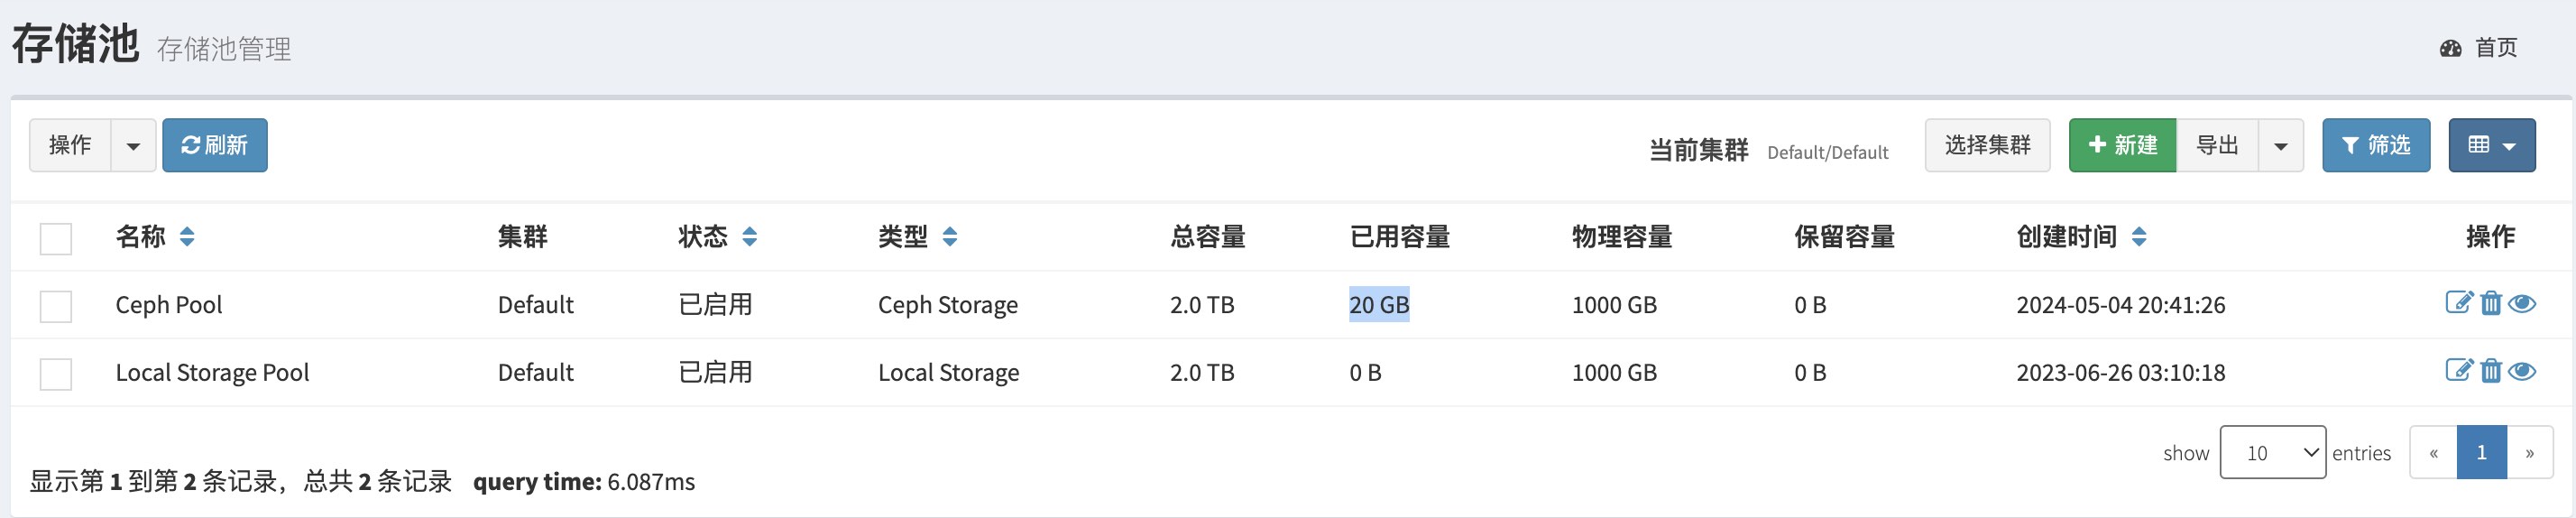 存储池 存储池管理 首页
操作 刷新 当前集群 Default/Default 选择集群 新建 导出 筛选
名称 集群 状态 类型 总容量 已用容量 物理容量 保留容量 创建时间 操作
Ceph Pool Default 已启用 Ceph Storage 2.0 TB 20 GB 1000 GB 0 B 2024-05-04 20:41:26
Local Storage Pool Default 已启用 Local Storage 2.0 TB 0 B 1000 GB 0 B 2023-06-26 03:10:18
show 10 entries « 1 »
显示第 1 到第 2 条记录，总共 2 条记录 query time: 6.087ms